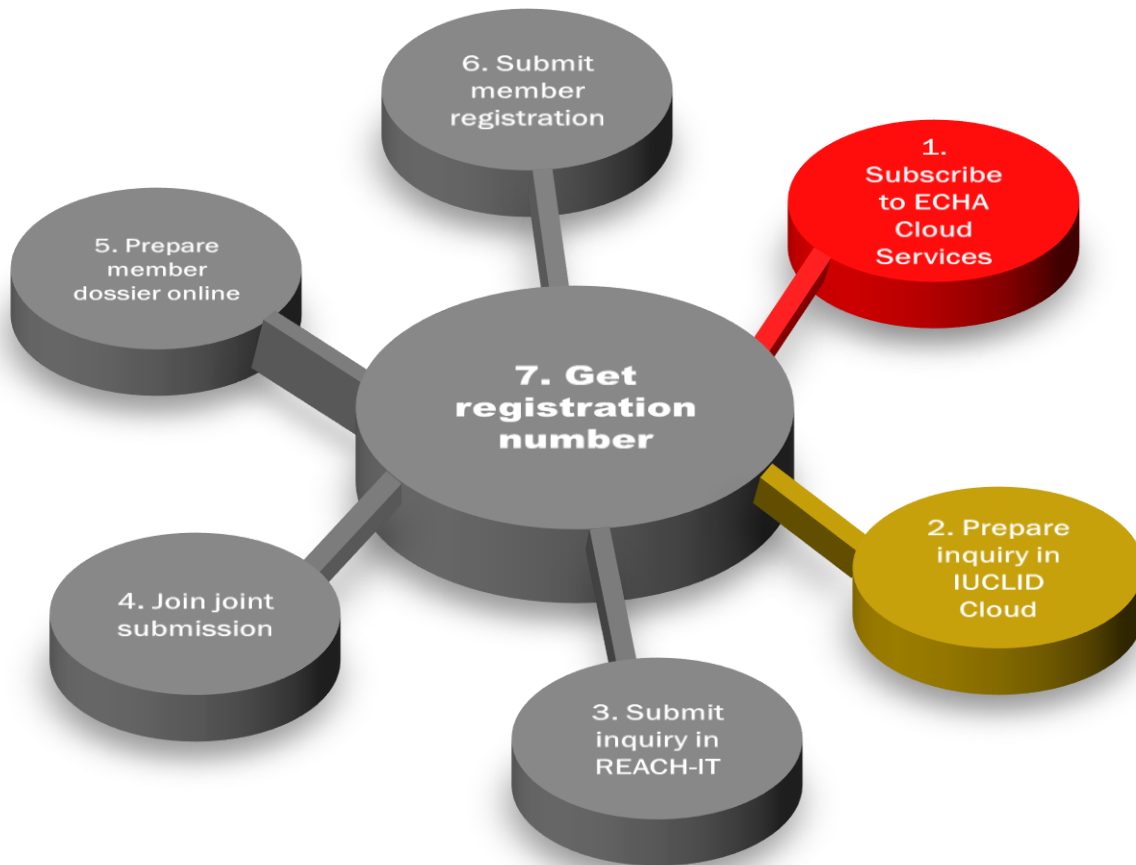 1.
Subscribe
to ECHA
Cloud
Services
2. Prepare
inquiry in
IUCLID
Cloud
3. Submit
inquiry in
REACH-IT
4. Join joint
submission
5. Prepare
member
dossier online
6. Submit
member
registration
7. Get
registration
number